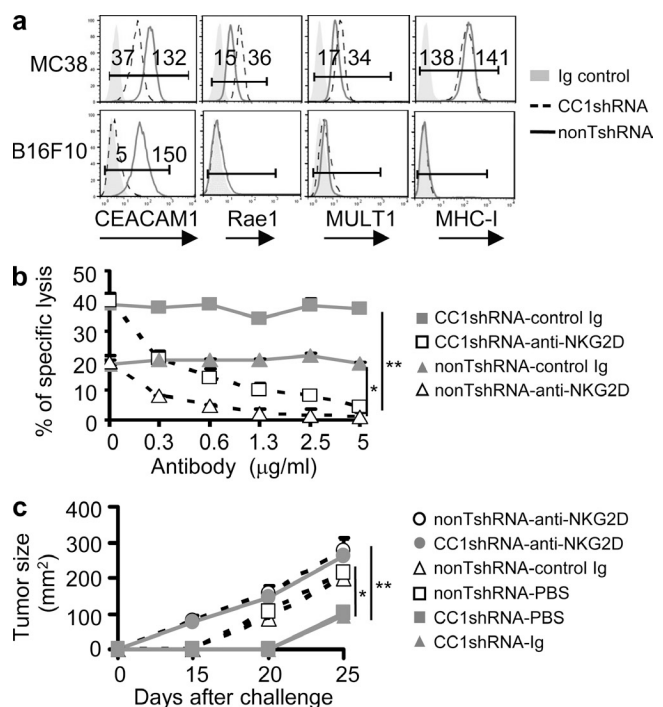 a
MC38
37 132
15 36
17 34
138 141
Ig control
CC1shRNA
nonTshRNA
B16F10
5 150
CEACAM1
Rae1
MULT1
MHC-I
b
% of specific lysis
50
40
30
20
10
0
0 0.3 0.6 1.3 2.5 5
Antibody (μg/ml)
*
**
CC1shRNA-control Ig
CC1shRNA-anti-NKG2D
nonTshRNA-control Ig
nonTshRNA-anti-NKG2D
c
Tumor size
(mm²)
400
300
200
100
0
0 15 20 25
Days after challenge
*
**
nonTshRNA-anti-NKG2D
CC1shRNA-anti-NKG2D
nonTshRNA-control Ig
nonTshRNA-PBS
CC1shRNA-PBS
CC1shRNA-Ig